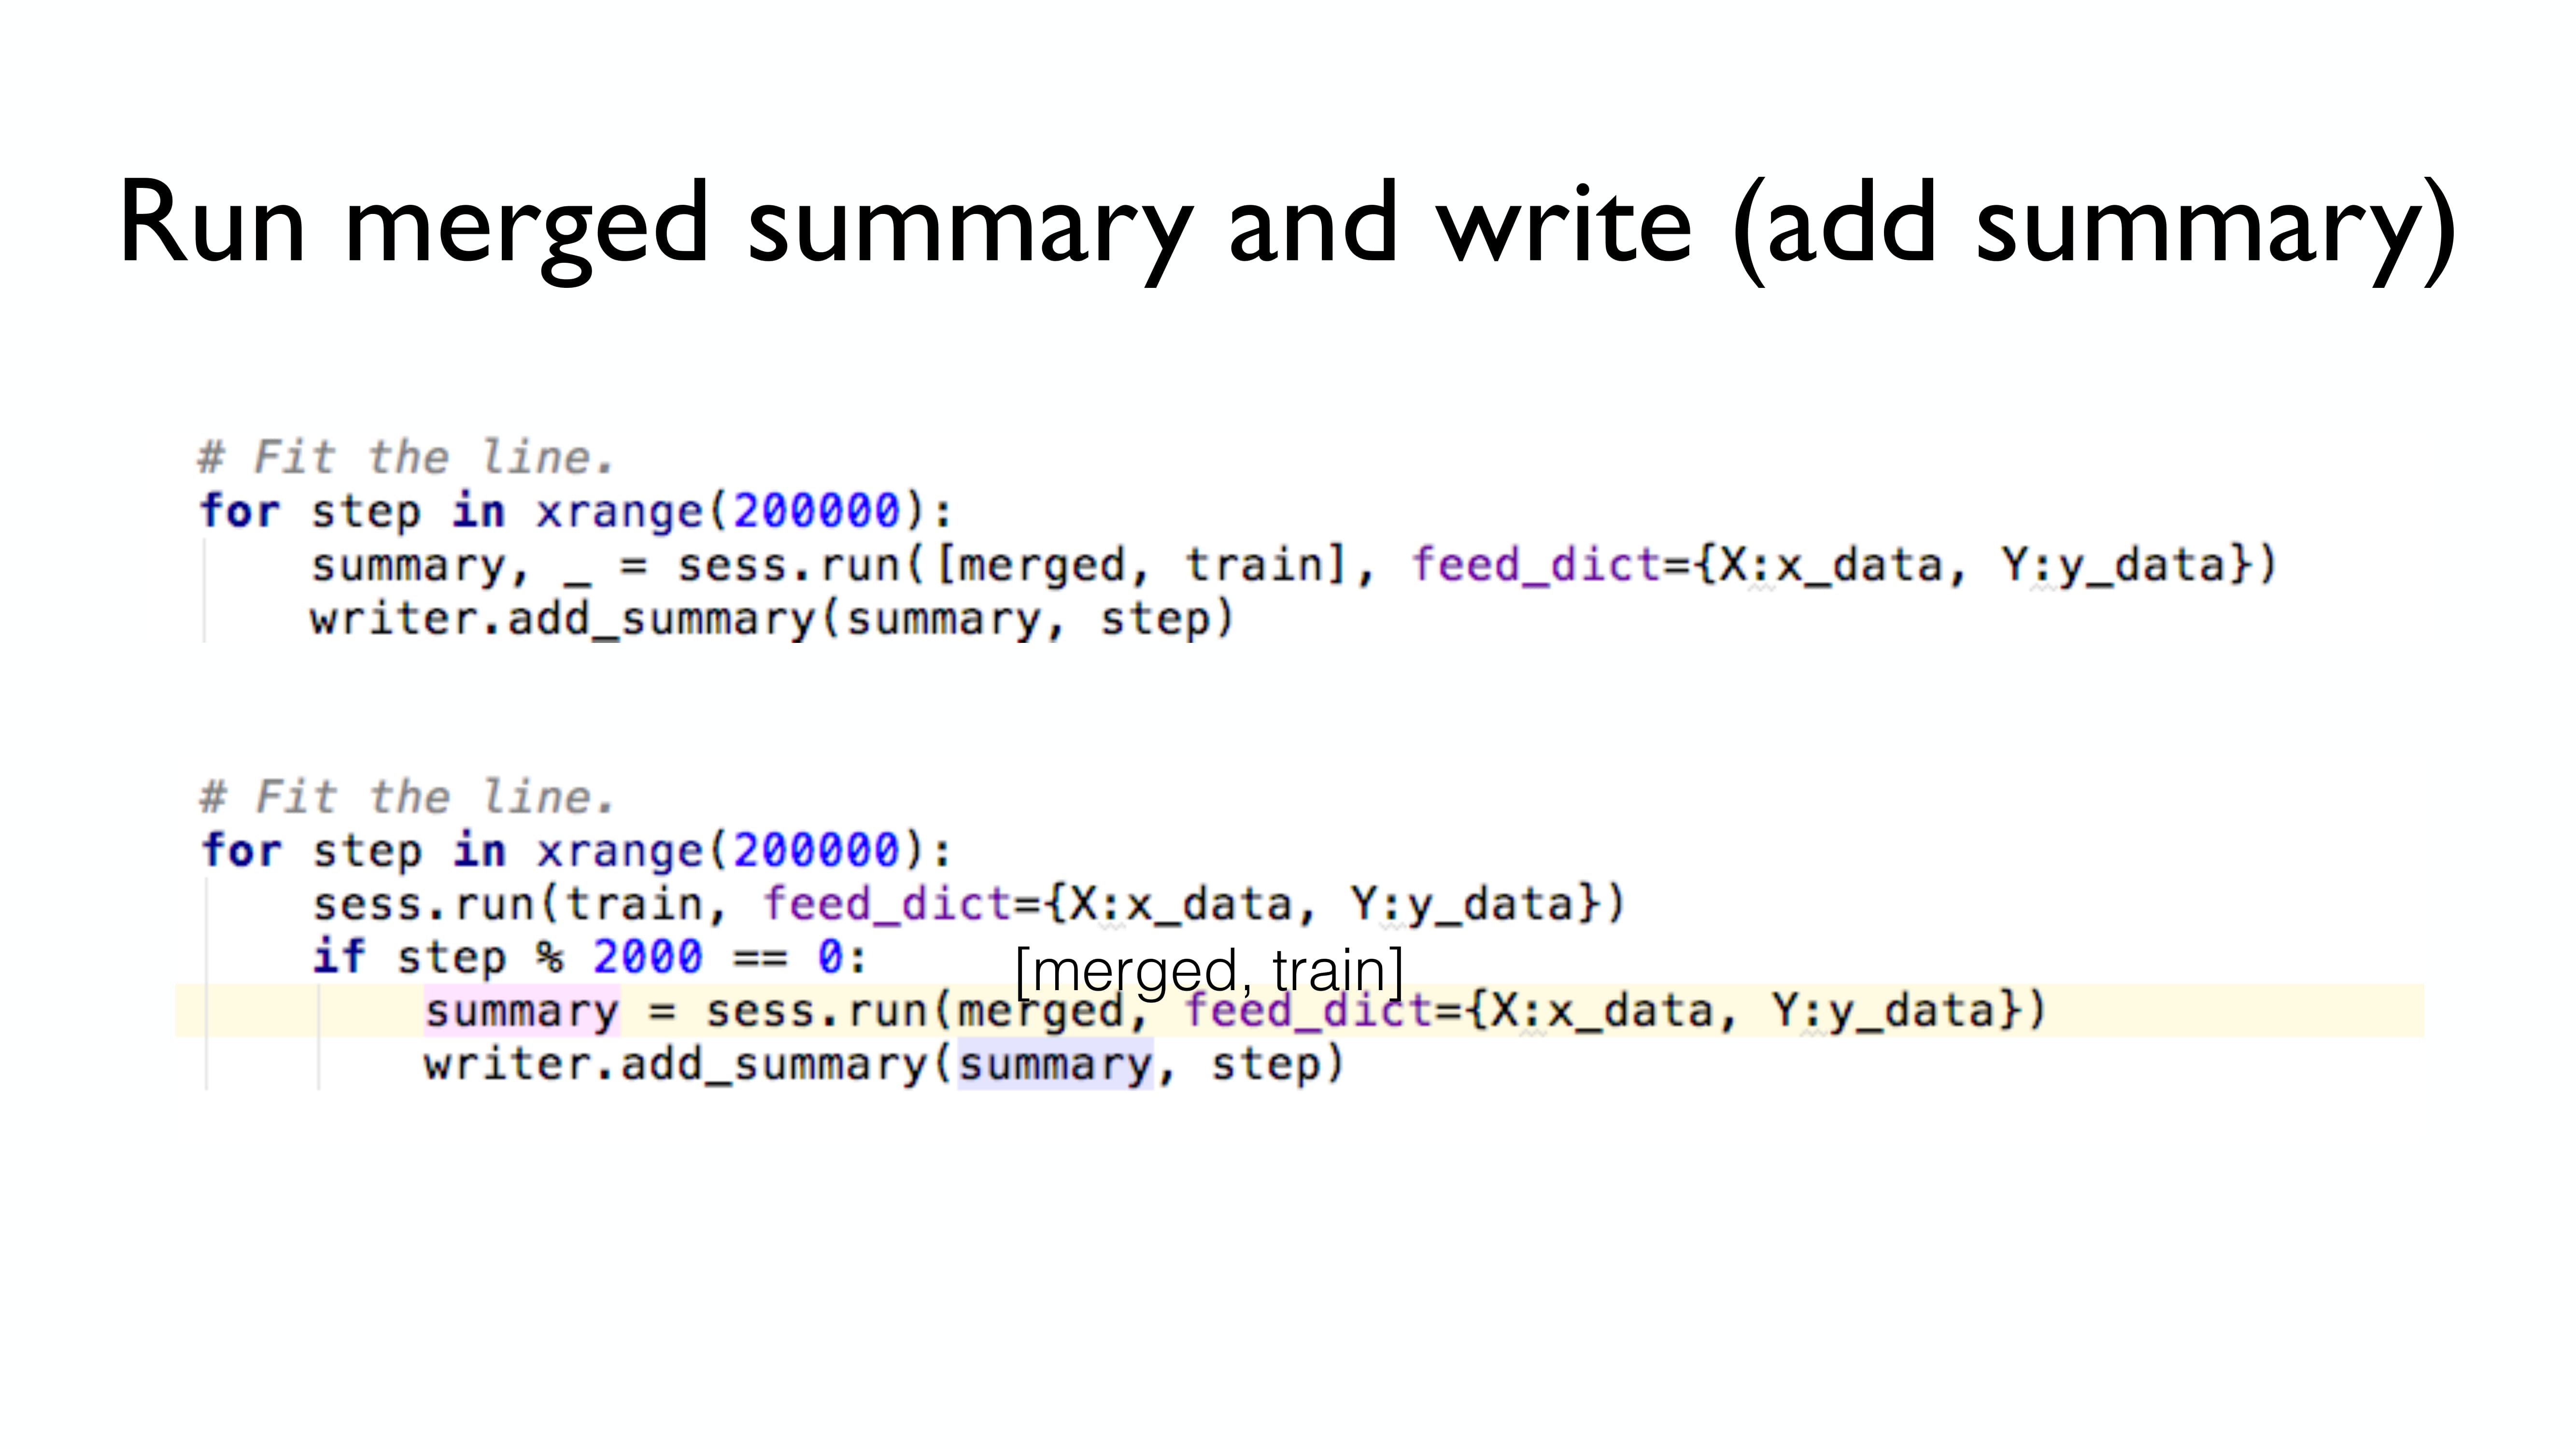 Run merged summary and write (add summary)
# Fit the line.
for step in xrange(200000):
    summary, _ = sess.run([merged, train], feed_dict={X:x_data, Y:y_data})
    writer.add_summary(summary, step)
# Fit the line.
for step in xrange(200000):
    sess.run(train, feed_dict={X:x_data, Y:y_data})
    if step % 2000 == 0:
[merged, train]
        summary = sess.run(merged, feed_dict={X:x_data, Y:y_data})
        writer.add_summary(summary, step)